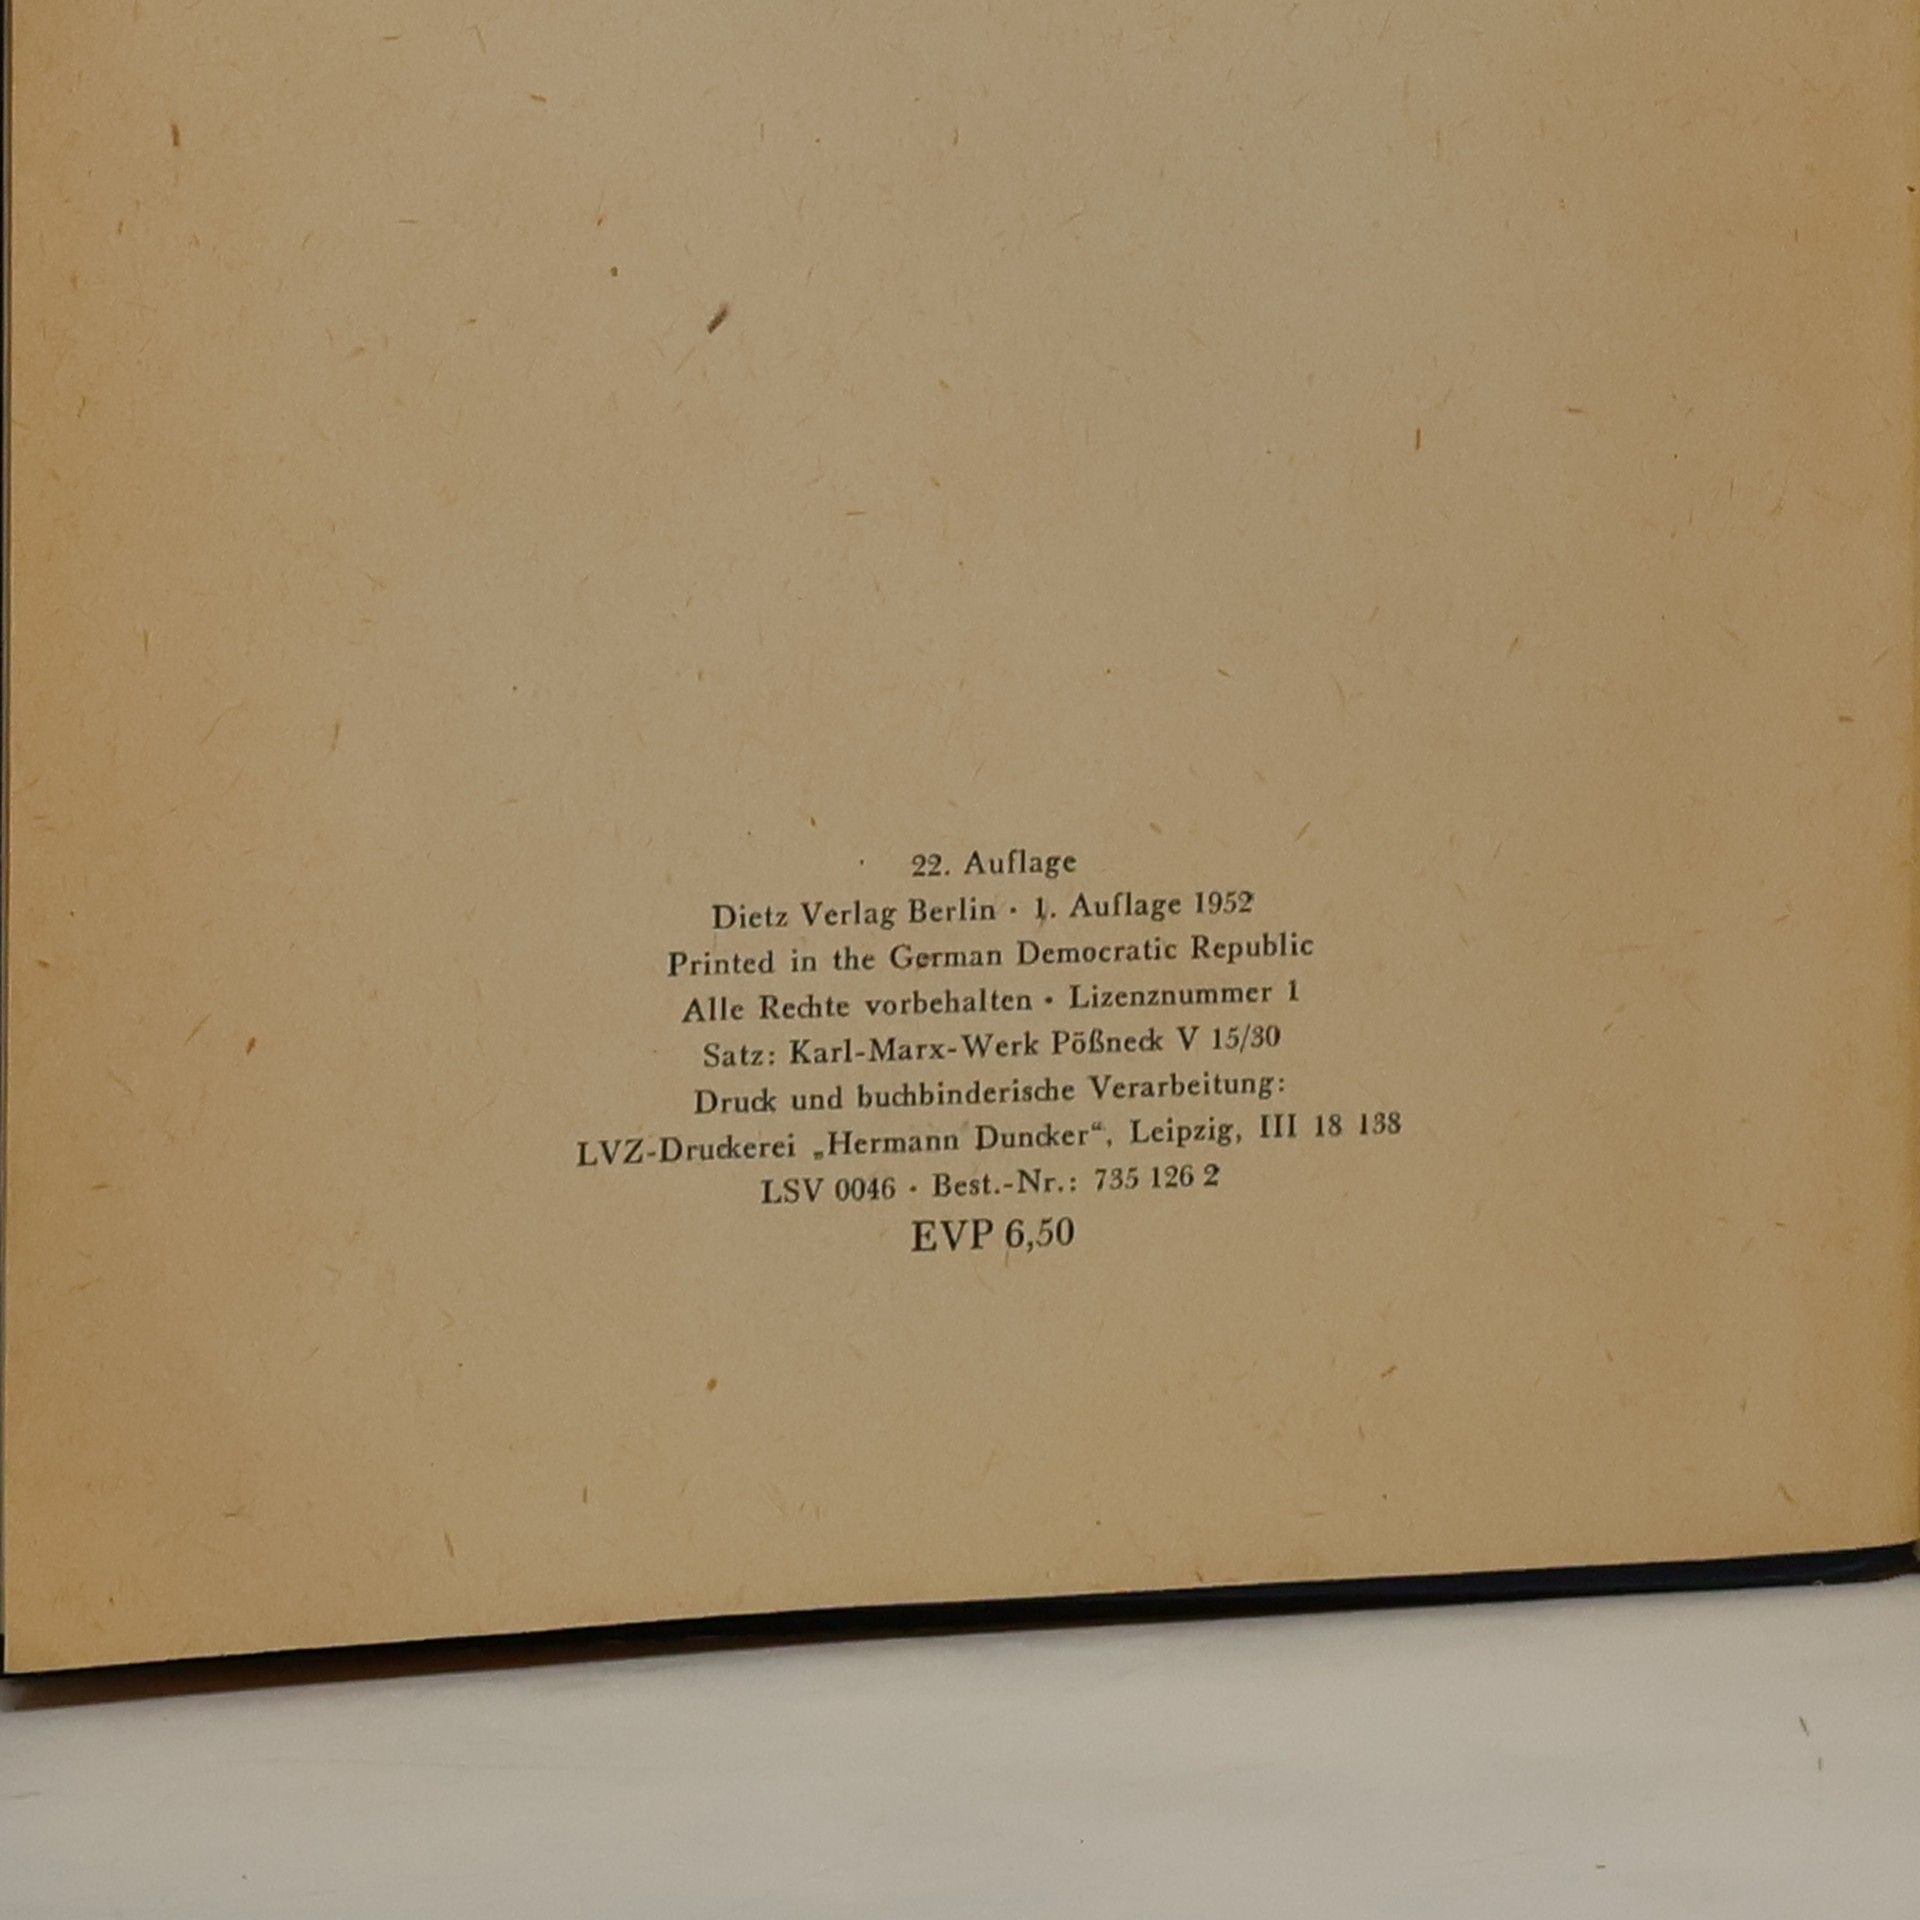 22. Auflage
Dietz Verlag Berlin · 1. Auflage 1952
Printed in the German Democratic Republic
Alle Rechte vorbehalten · Lizenznummer 1
Satz: Karl-Marx-Werk Pößneck V 15/30
Druck und buchbinderische Verarbeitung:
LVZ-Druckerei „Hermann Duncker“, Leipzig, III 18 138
LSV 0046 · Best.-Nr.: 735 126 2
EVP 6,50